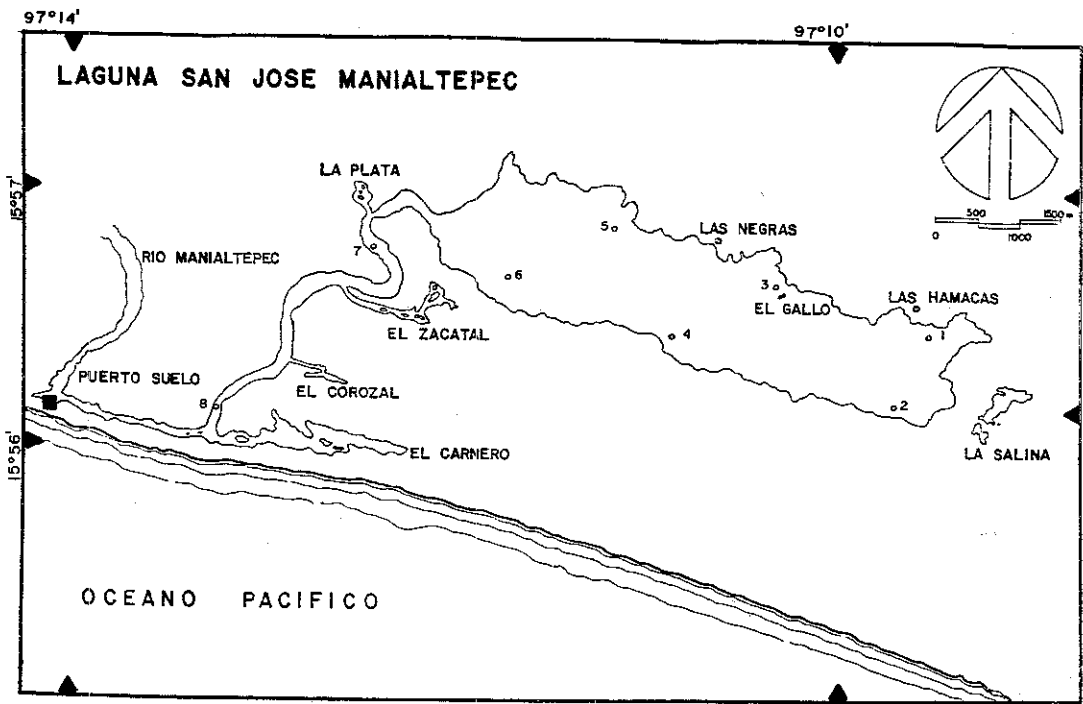 97°14'
97°10'
LAGUNA SAN JOSE MANIALTEPEC
LA PLATA
15°57'
500
1500 m
0
1000
5
LAS NEGRAS
7
RIO MANIALTEPEC
6
3
EL GALLO
LAS HAMACAS
EL ZACATAL
4
1
PUERTO SUELO
EL COROZAL
8
2
15°56'
EL CARNERO
LA SALINA
OCEANO PACIFICO